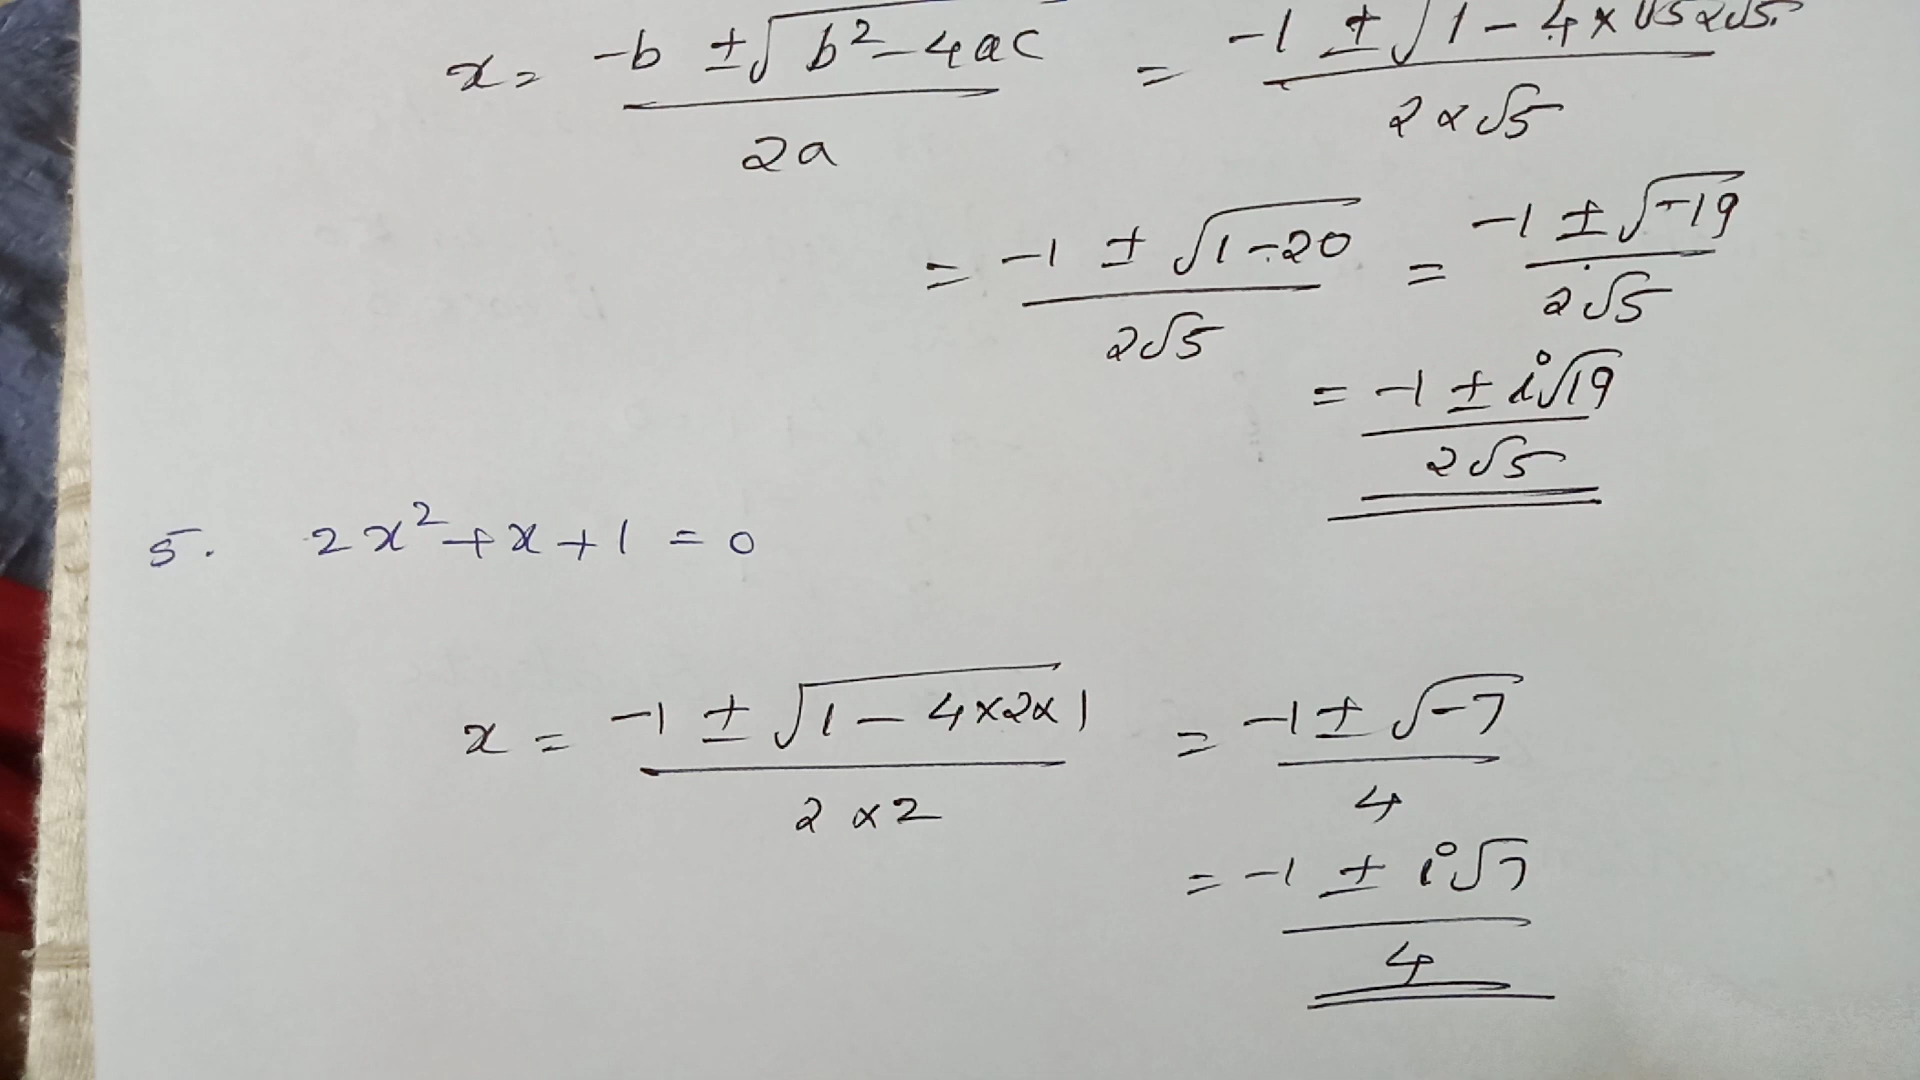 x = -b ± √b² - 4ac / 2a = -1 ± √1 - 4 × √5 × √5 / 2 × √5
= -1 ± √1 - 20 / 2√5 = -1 ± √-19 / 2√5
= -1 ± i√19 / 2√5
5. 2x² + x + 1 = 0
x = -1 ± √1 - 4×2×1 / 2 × 2 = -1 ± √-7 / 4
= -1 ± i√7 / 4